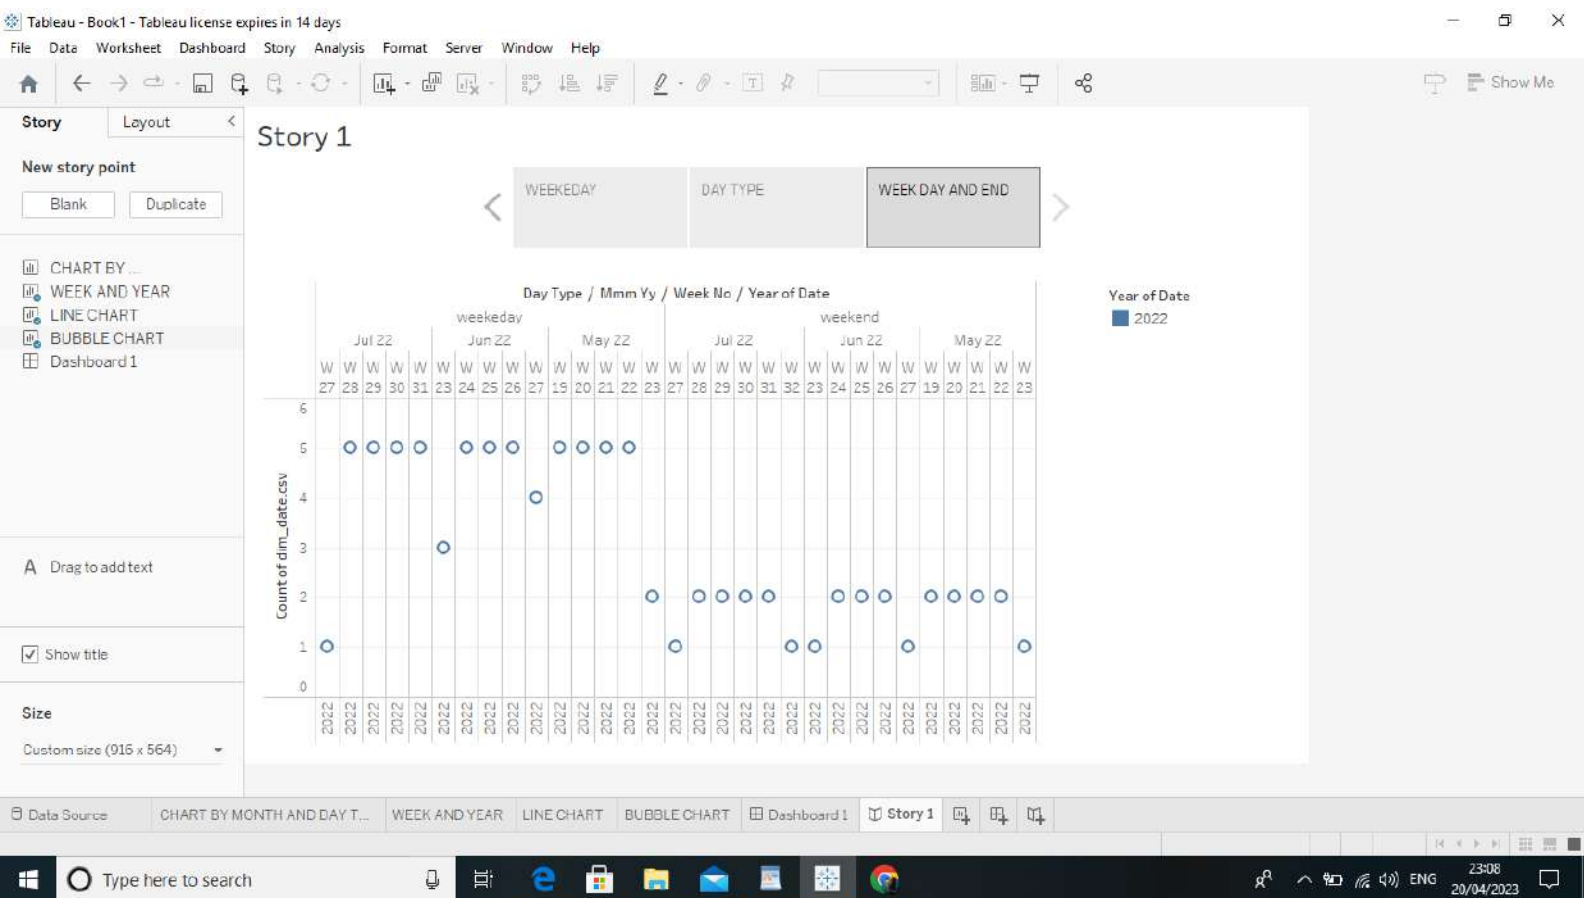 Tableau - Book1 - Tableau license expires in 14 days
File Data Worksheet Dashboard Story Analysis Format Server Window Help
Show Me
Story Layout
New story point
Blank Duplicate
CHART BY ...
WEEK AND YEAR
LINE CHART
BUBBLE CHART
Dashboard 1
A Drag to add text
Show title
Size
Custom size (916 x 564)
Story 1
WEEKEDAY DAY TYPE WEEK DAY AND END
Day Type / Mmm Yy / Week No / Year of Date
weekeday weekend
Jul 22 Jun 22 May 22 Jul 22 Jun 22 May 22
W W W W W W W W W W W W W W W W W W W W W W W W W W W W W W W
27 28 29 30 31 23 24 25 26 27 19 20 21 22 23 27 28 29 30 31 32 23 24 25 26 27 19 20 21 22 23
6
5
4
3
2
1
0
Count of dim_date.csv
2022 2022 2022 2022 2022 2022 2022 2022 2022 2022 2022 2022 2022 2022 2022 2022 2022 2022 2022 2022 2022 2022 2022 2022 2022 2022 2022 2022 2022 2022 2022
Year of Date
2022
Data Source CHART BY MONTH AND DAY T... WEEK AND YEAR LINE CHART BUBBLE CHART Dashboard 1 Story 1
Type here to search
ENG
23:08
20/04/2023